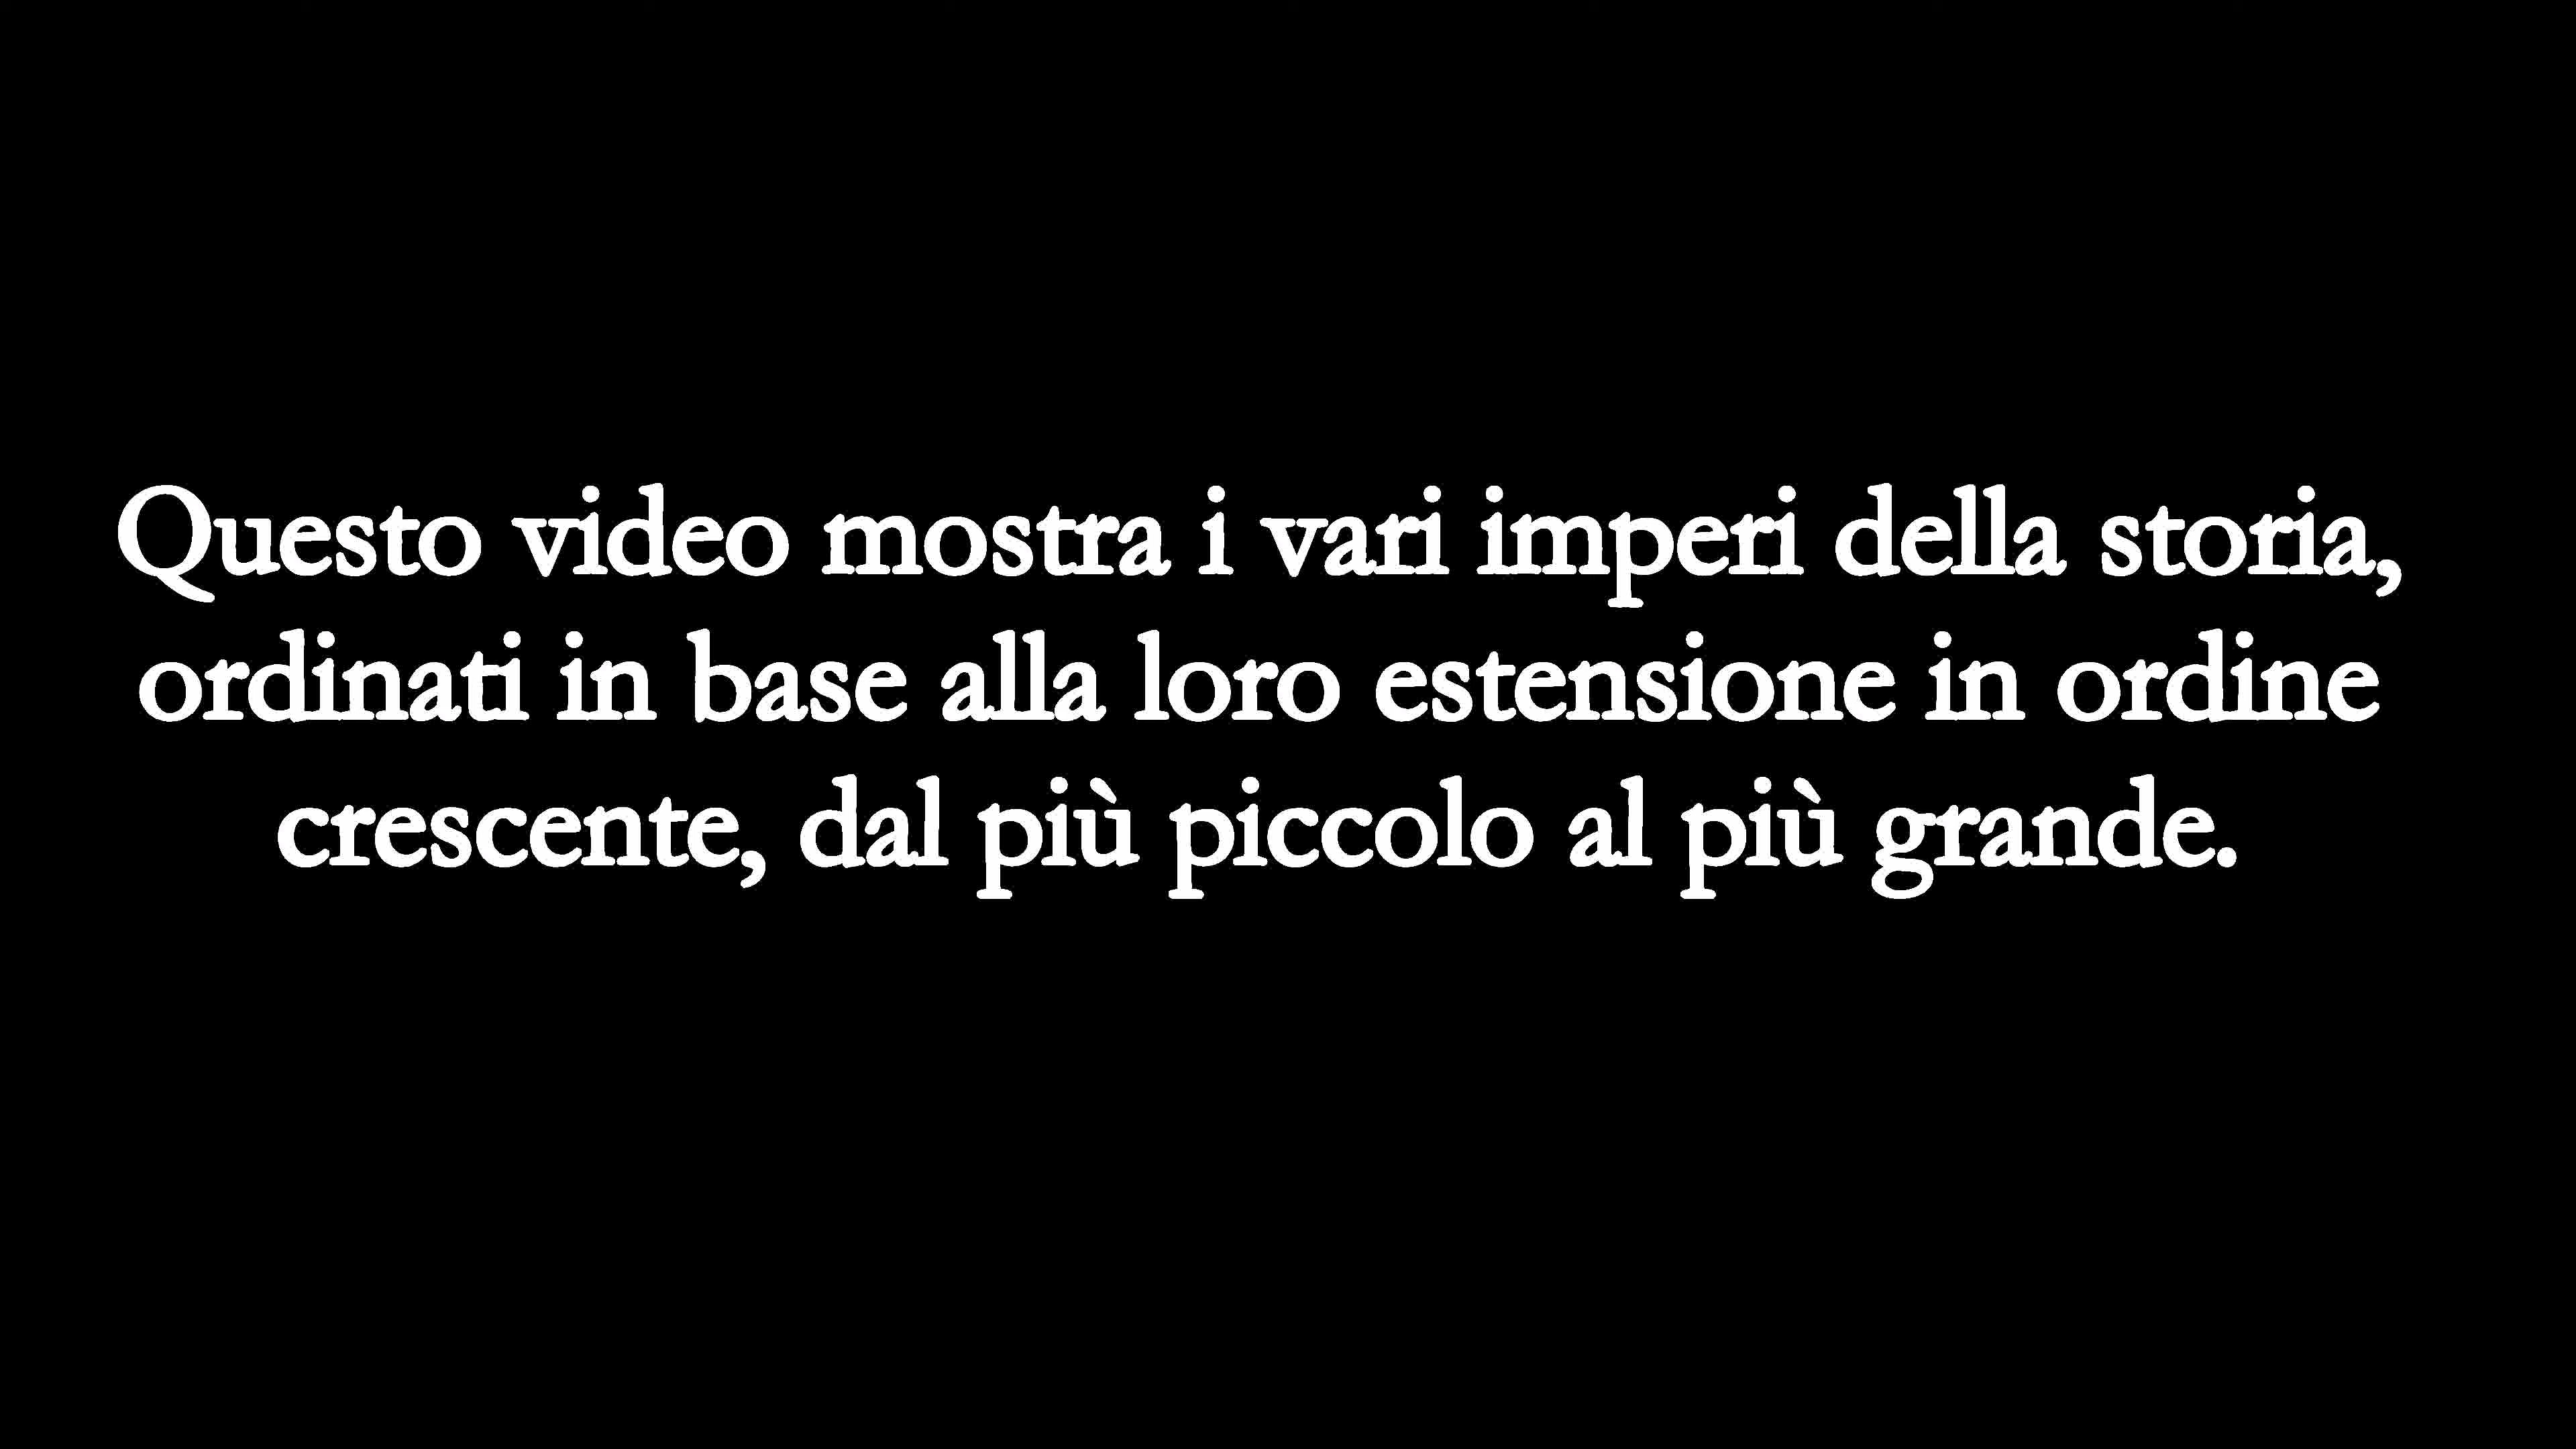 Questo video mostra i vari imperi della storia,
ordinati in base alla loro estensione in ordine
crescente, dal più piccolo al più grande.